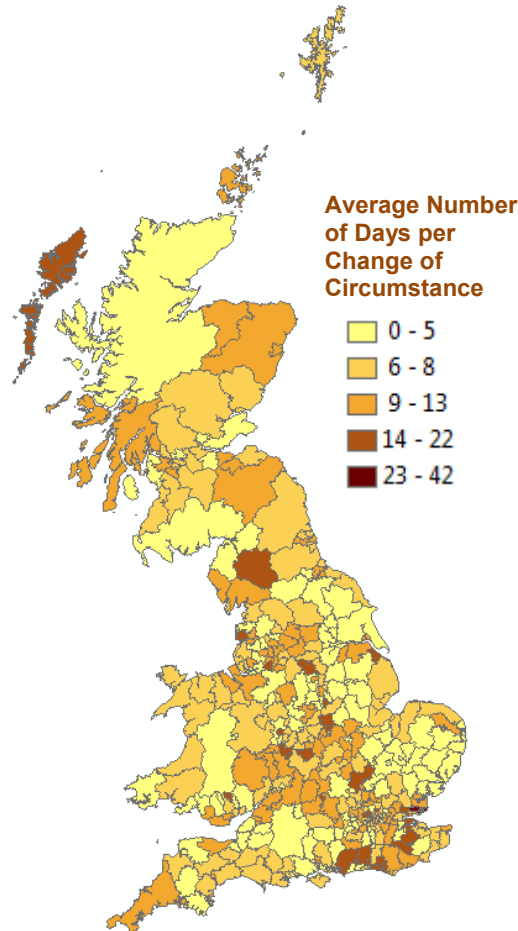 Average Number
of Days per
Change of
Circumstance
0 - 5
6 - 8
9 - 13
14 - 22
23 - 42